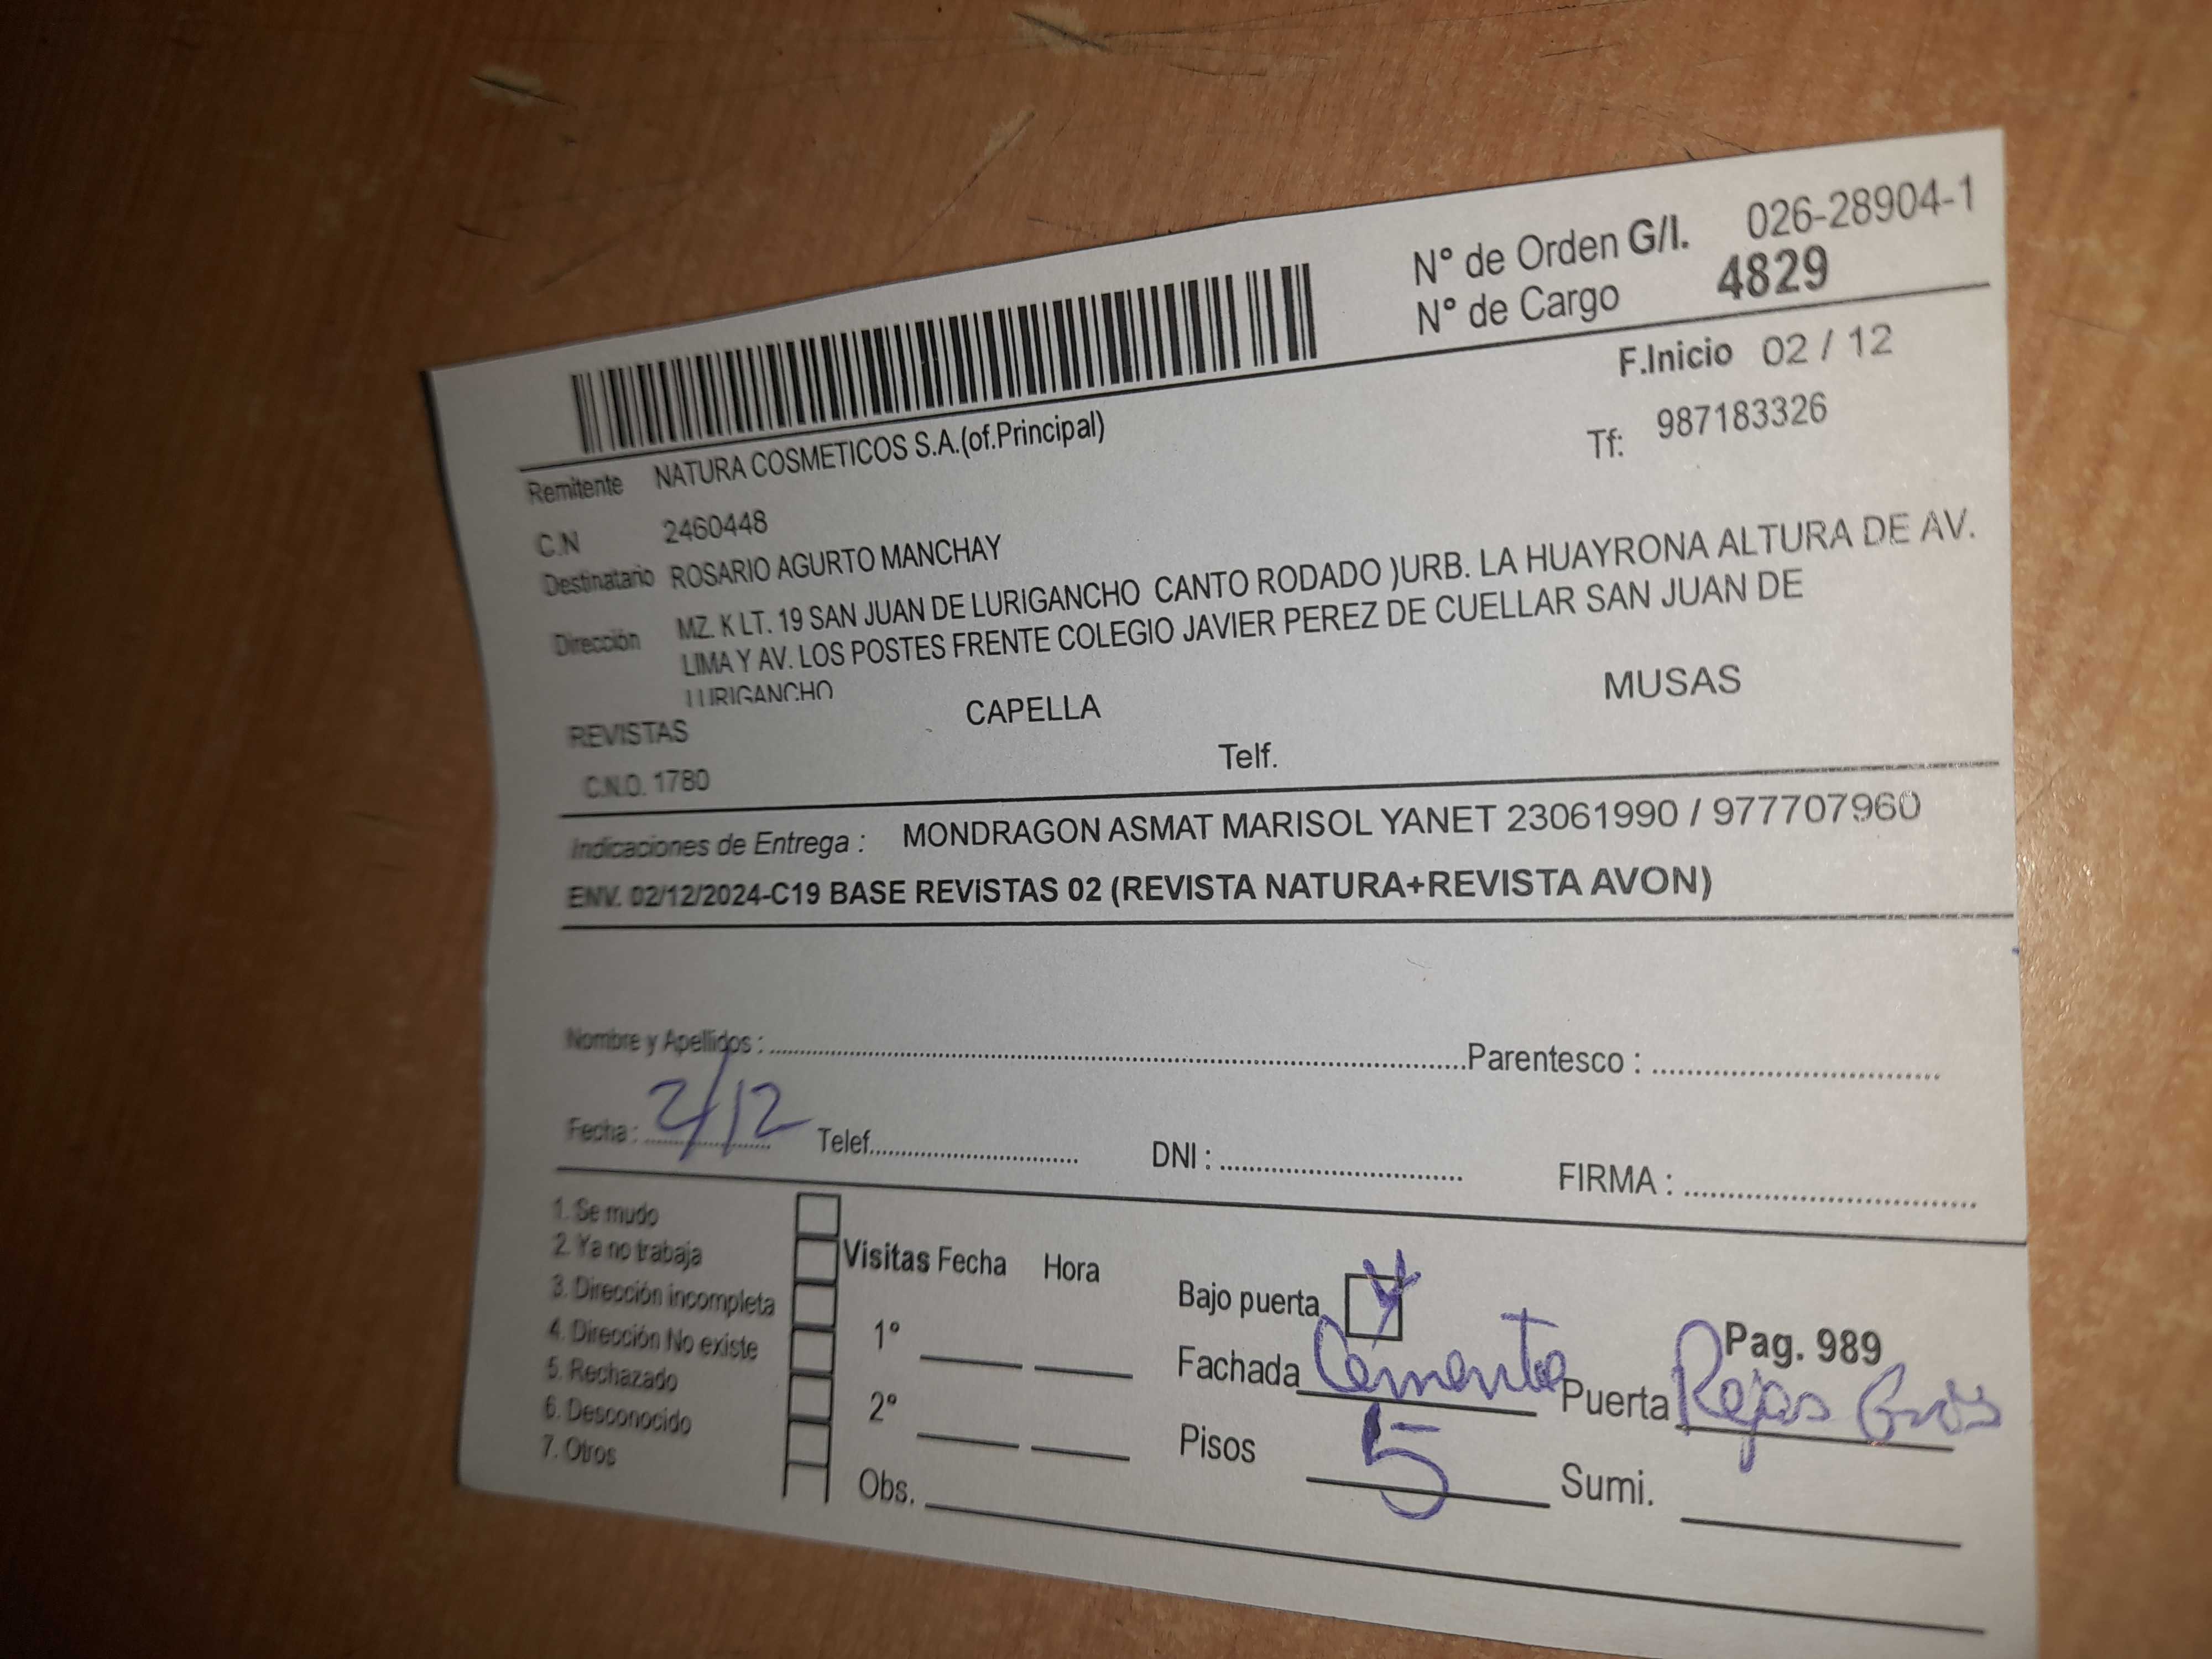 N° de Orden G/I. 026-28904-1
N° de Cargo 4829
F.Inicio 02 / 12
Remitente NATURA COSMETICOS S.A.(of.Principal)
Tf: 987183326
C.N 2460448
Destinatario ROSARIO AGURTO MANCHAY
Dirección MZ. K LT. 19 SAN JUAN DE LURIGANCHO CANTO RODADO )URB. LA HUAYRONA ALTURA DE AV.
LIMA Y AV. LOS POSTES FRENTE COLEGIO JAVIER PEREZ DE CUELLAR SAN JUAN DE
LURIGANCHO
REVISTAS CAPELLA MUSAS
C.N.O. 1780 Telf.
Indicaciones de Entrega : MONDRAGON ASMAT MARISOL YANET 23061990 / 977707960
ENV. 02/12/2024-C19 BASE REVISTAS 02 (REVISTA NATURA+REVISTA AVON)
Nombre y Apellidos : Parentesco :
Fecha : 2/12 Telef. DNI : FIRMA :
1. Se mudo
2. Ya no trabaja
3. Dirección incompleta
4. Dirección No existe
5. Rechazado
6. Desconocido
7. Otros
Visitas Fecha Hora
1°
2°
Obs.
Bajo puerta
Pag. 989
Fachada Cemento Puerta Rejas
Pisos 5 Sumi.